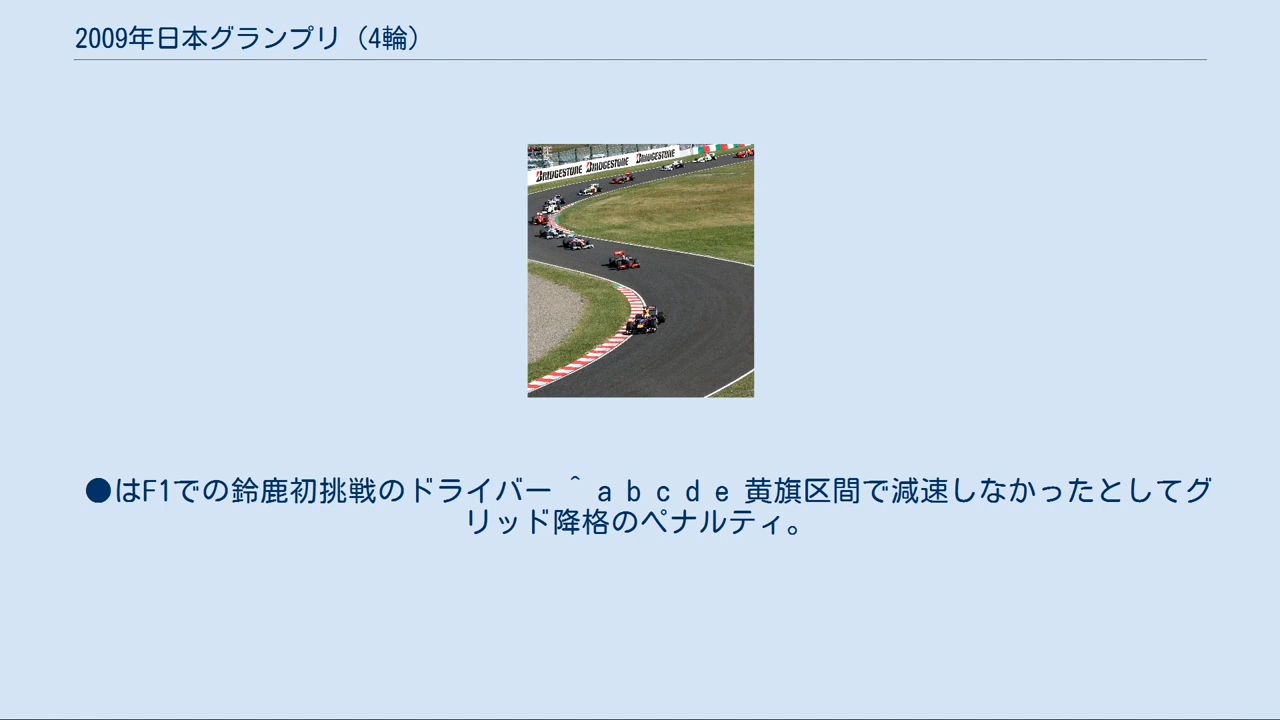 2009年日本グランプリ（4輪）
BRIDGESTONE BRIDGESTONE BRIDGESTONE
●はF1での鈴鹿初挑戦のドライバー ^ a b c d e 黄旗区間で減速しなかったとしてグ
リッド降格のペナルティ。